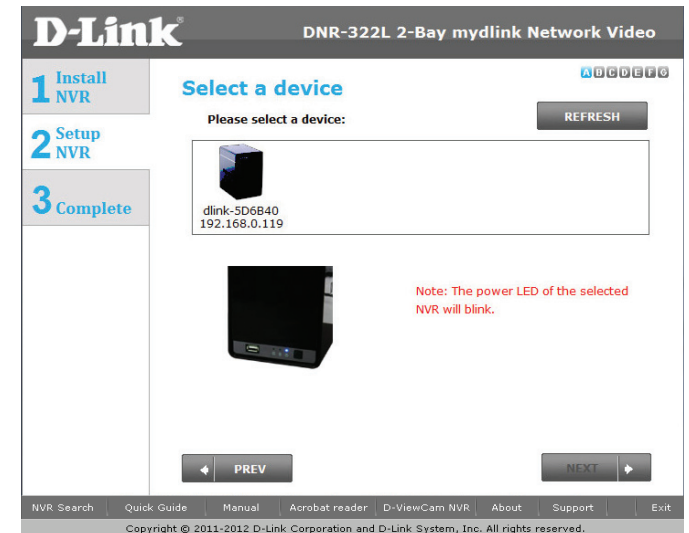 D-Link®
DNR-322L 2-Bay mydlink Network Video
1 Install NVR
2 Setup NVR
3 Complete
A B C D E F G
Select a device
Please select a device:
REFRESH
dlink-5D6B40
192.168.0.119
Note: The power LED of the selected
NVR will blink.
PREV
NEXT
NVR Search Quick Guide Manual Acrobat reader D-ViewCam NVR About Support Exit
Copyright © 2011-2012 D-Link Corporation and D-Link System, Inc. All rights reserved.